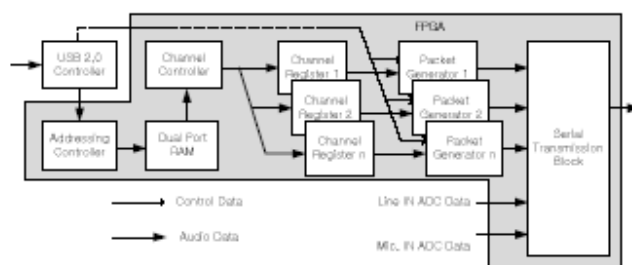 FPGA
USB 2.0
Controller
Channel
Controller
Channel
Register 1
Packet
Generator 1
Channel
Register 2
Packet
Generator 2
Addressing
Controller
Dual Port
RAM
Channel
Register n
Packet
Generator n
Serial
Transmission
Block
Control Data
Line IN ADC Data
Audio Data
Mic. IN ADC Data